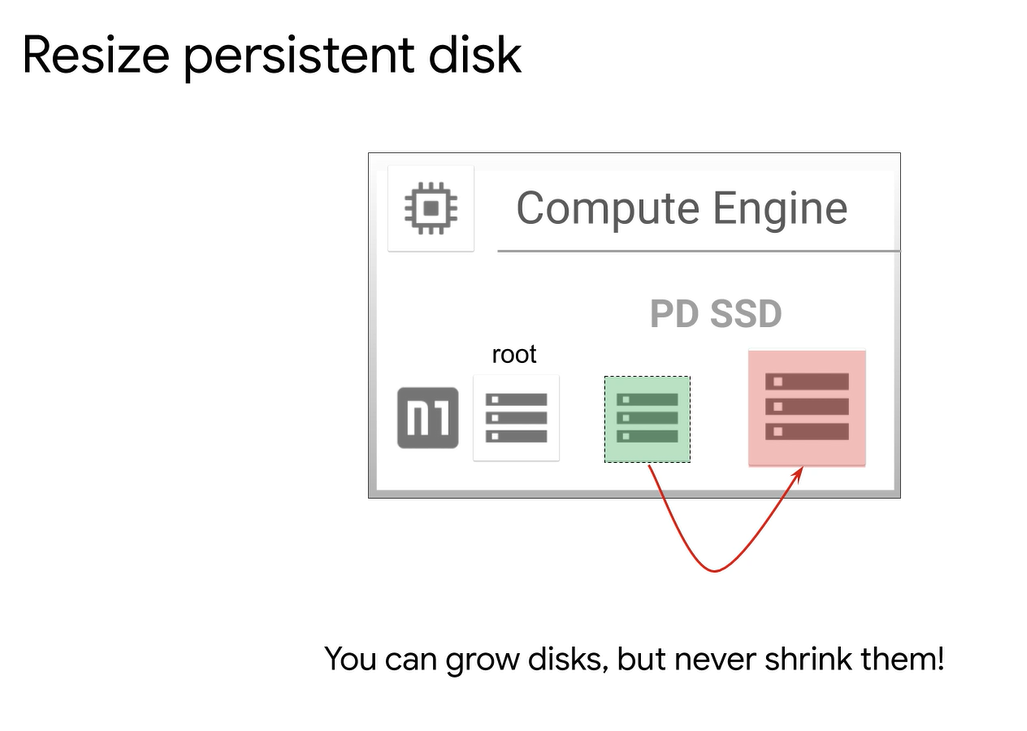 Resize persistent disk
Compute Engine
PD SSD
root
n1
You can grow disks, but never shrink them!